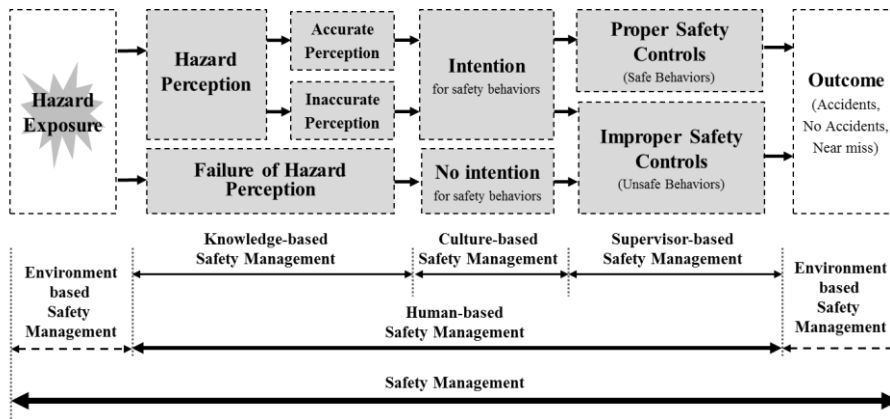 Hazard
Exposure
Hazard
Perception
Accurate
Perception
Inaccurate
Perception
Failure of Hazard
Perception
Intention
for safety behaviors
No intention
for safety behaviors
Proper Safety
Controls
(Safe Behaviors)
Improper Safety
Controls
(Unsafe Behaviors)
Outcome
(Accidents,
No Accidents,
Near miss)
Environment
based
Safety
Management
Knowledge-based
Safety Management
Culture-based
Safety Management
Supervisor-based
Safety Management
Environment
based
Safety
Management
Human-based
Safety Management
Safety Management